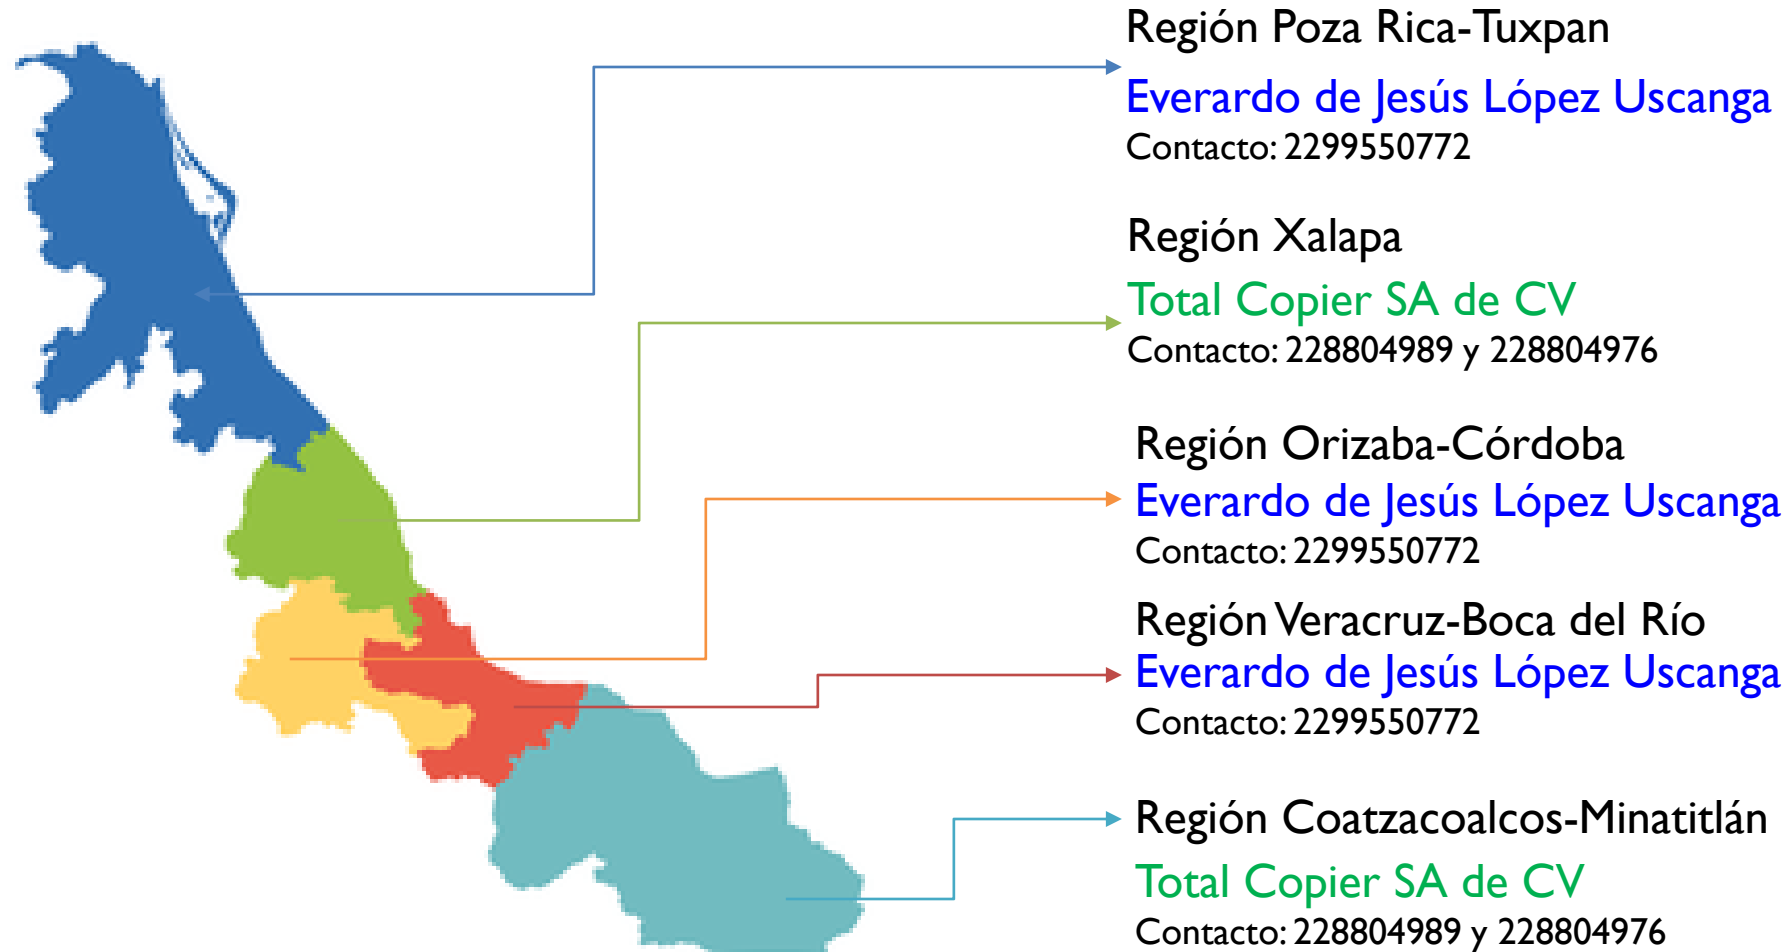 Región Poza Rica-Tuxpan
Everardo de Jesús López Uscanga
Contacto: 2299550772
Región Xalapa
Total Copier SA de CV
Contacto: 228804989 y 228804976
Región Orizaba-Córdoba
Everardo de Jesús López Uscanga
Contacto: 2299550772
Región Veracruz-Boca del Río
Everardo de Jesús López Uscanga
Contacto: 2299550772
Región Coatzacoalcos-Minatitlán
Total Copier SA de CV
Contacto: 228804989 y 228804976